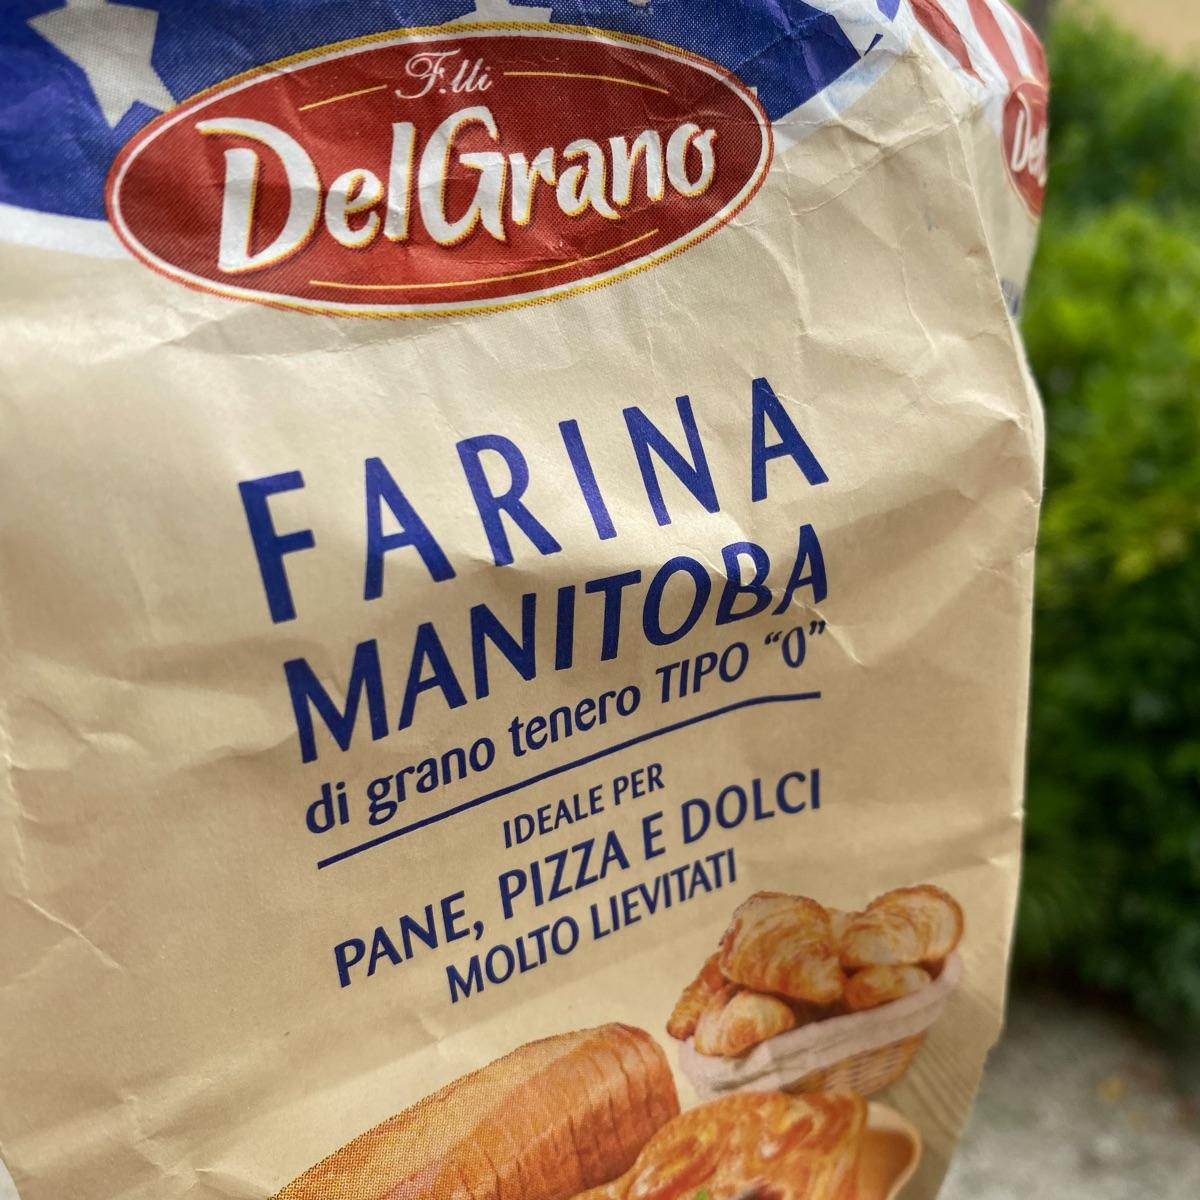 F.lli
DelGrano
FARINA
MANITOBA
di grano tenero TIPO “0”
IDEALE PER
PANE, PIZZA E DOLCI
MOLTO LIEVITATI